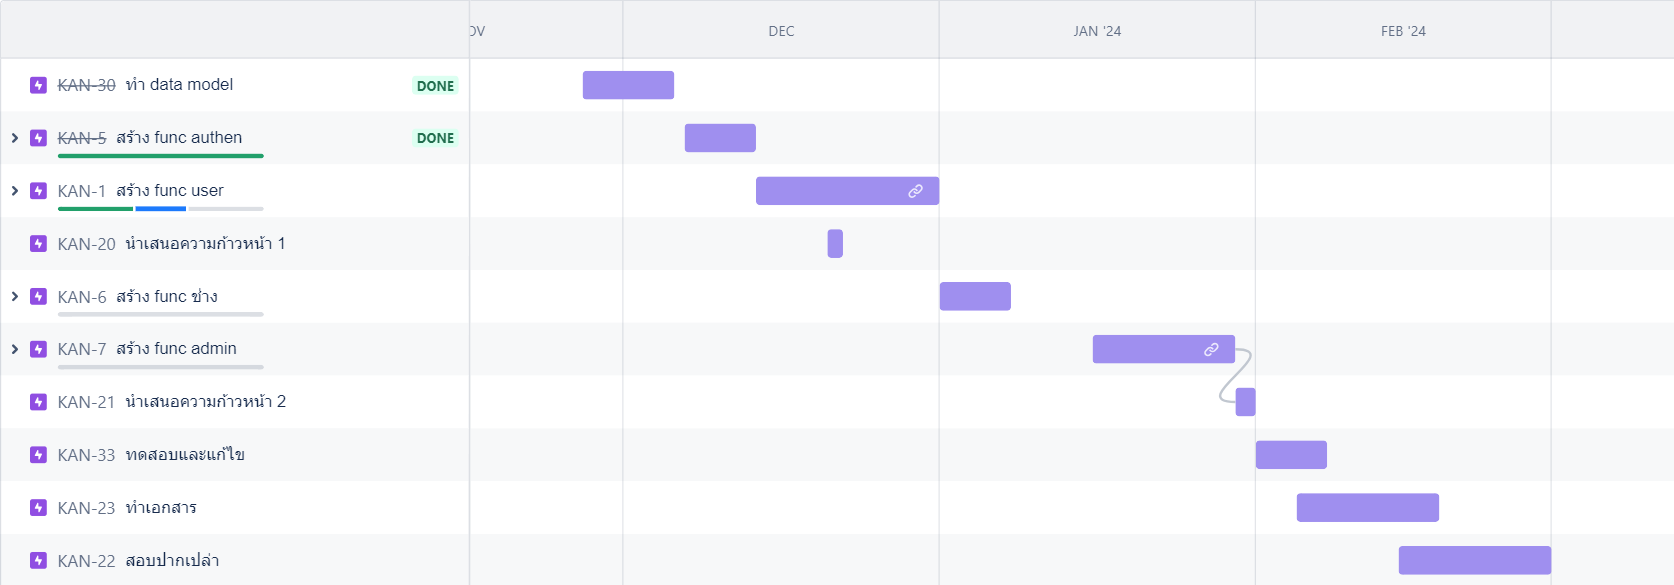 DEC
JAN '24
FEB '24
KAN-30 ทำ data model DONE
KAN-5 สร้าง func authen DONE
KAN-1 สร้าง func user
KAN-20 นำเสนอความก้าวหน้า 1
KAN-6 สร้าง func ช่าง
KAN-7 สร้าง func admin
KAN-21 นำเสนอความก้าวหน้า 2
KAN-33 ทดสอบและแก้ไข
KAN-23 ทำเอกสาร
KAN-22 สอบปากเปล่า